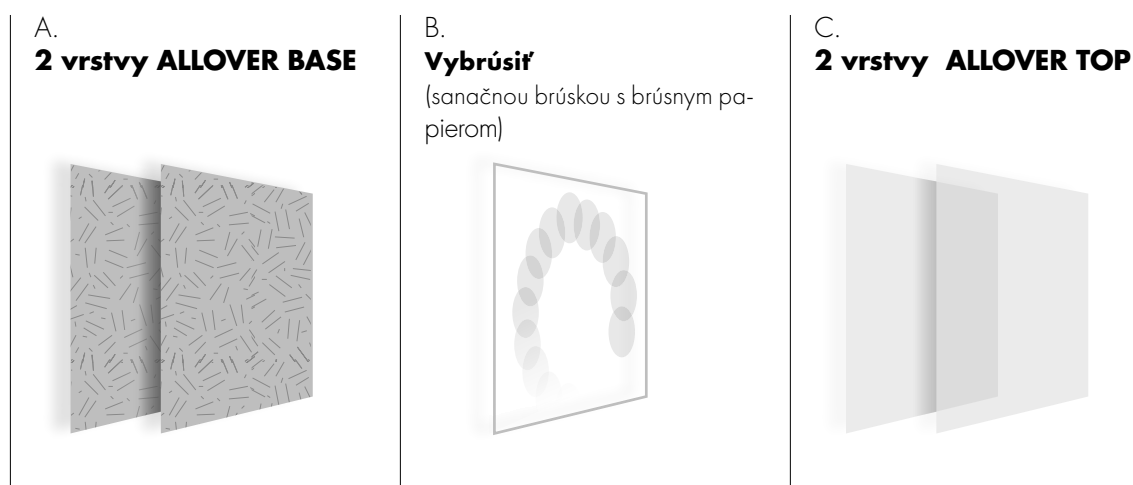 A.
2 vrstvy ALLOVER BASE
B.
Vybrúsiť
(sanačnou brúskou s brúsnym pa-
pierom)
C.
2 vrstvy  ALLOVER TOP